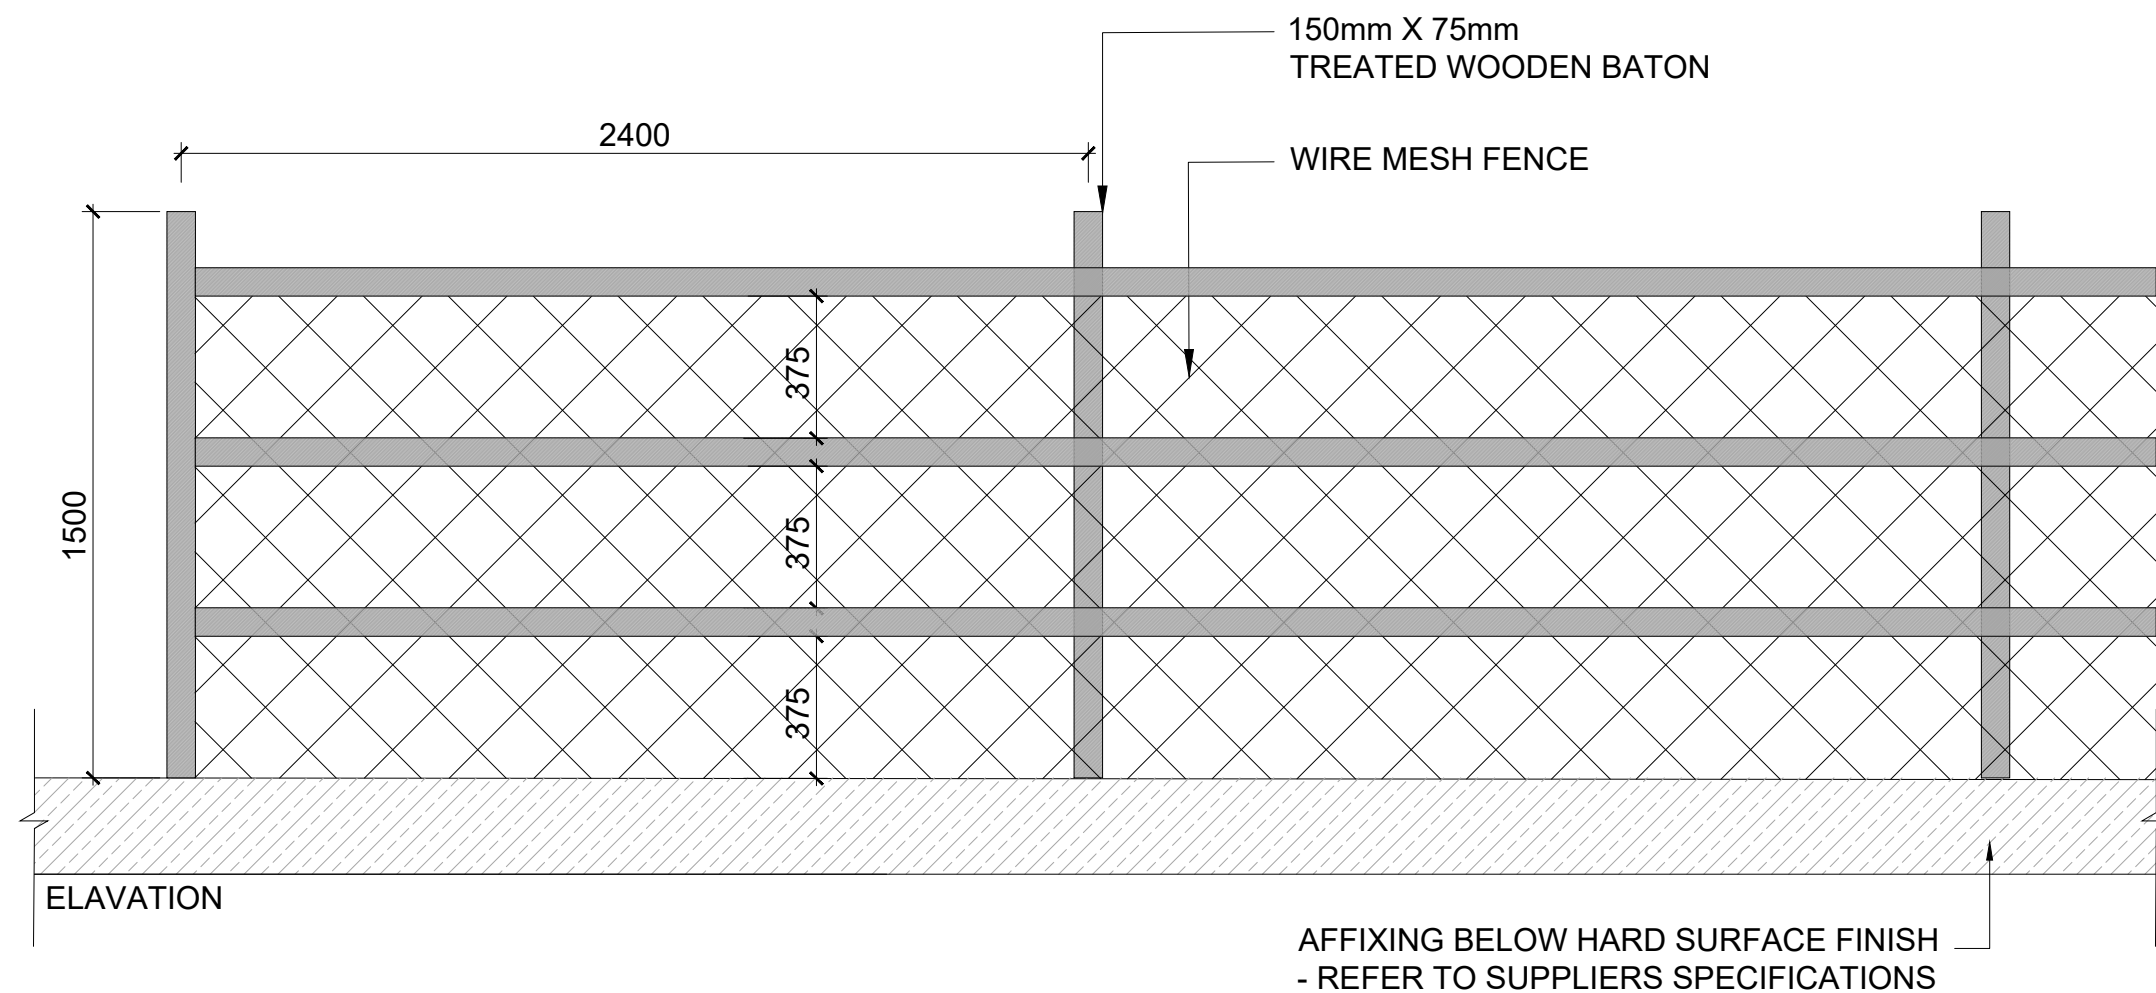 150mm X 75mm
TREATED WOODEN BATON
2400
WIRE MESH FENCE
375
1500
375
375
ELAVATION
AFFIXING BELOW HARD SURFACE FINISH
- REFER TO SUPPLIERS SPECIFICATIONS